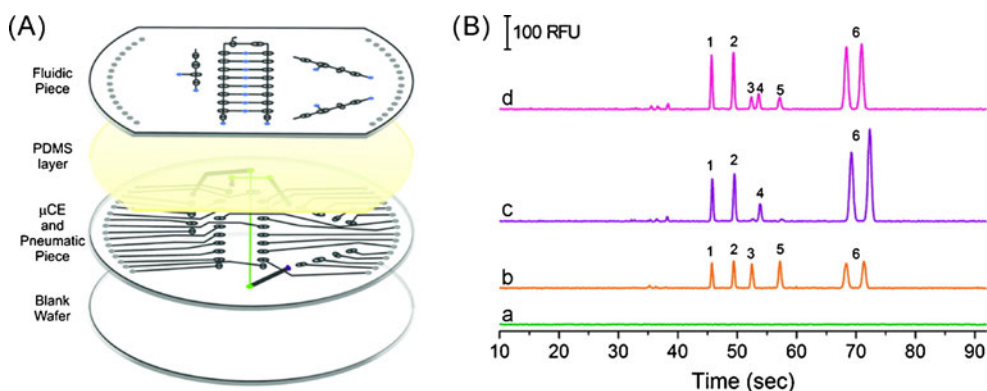 (A)
Fluidic
Piece
PDMS
layer
μCE
and
Pneumatic
Piece
Blank
Wafer
(B)
100 RFU
d
1
2
3
4
5
6
c
1
2
4
6
b
1
2
3
5
6
a
10 20 30 40 50 60 70 80 90
Time (sec)